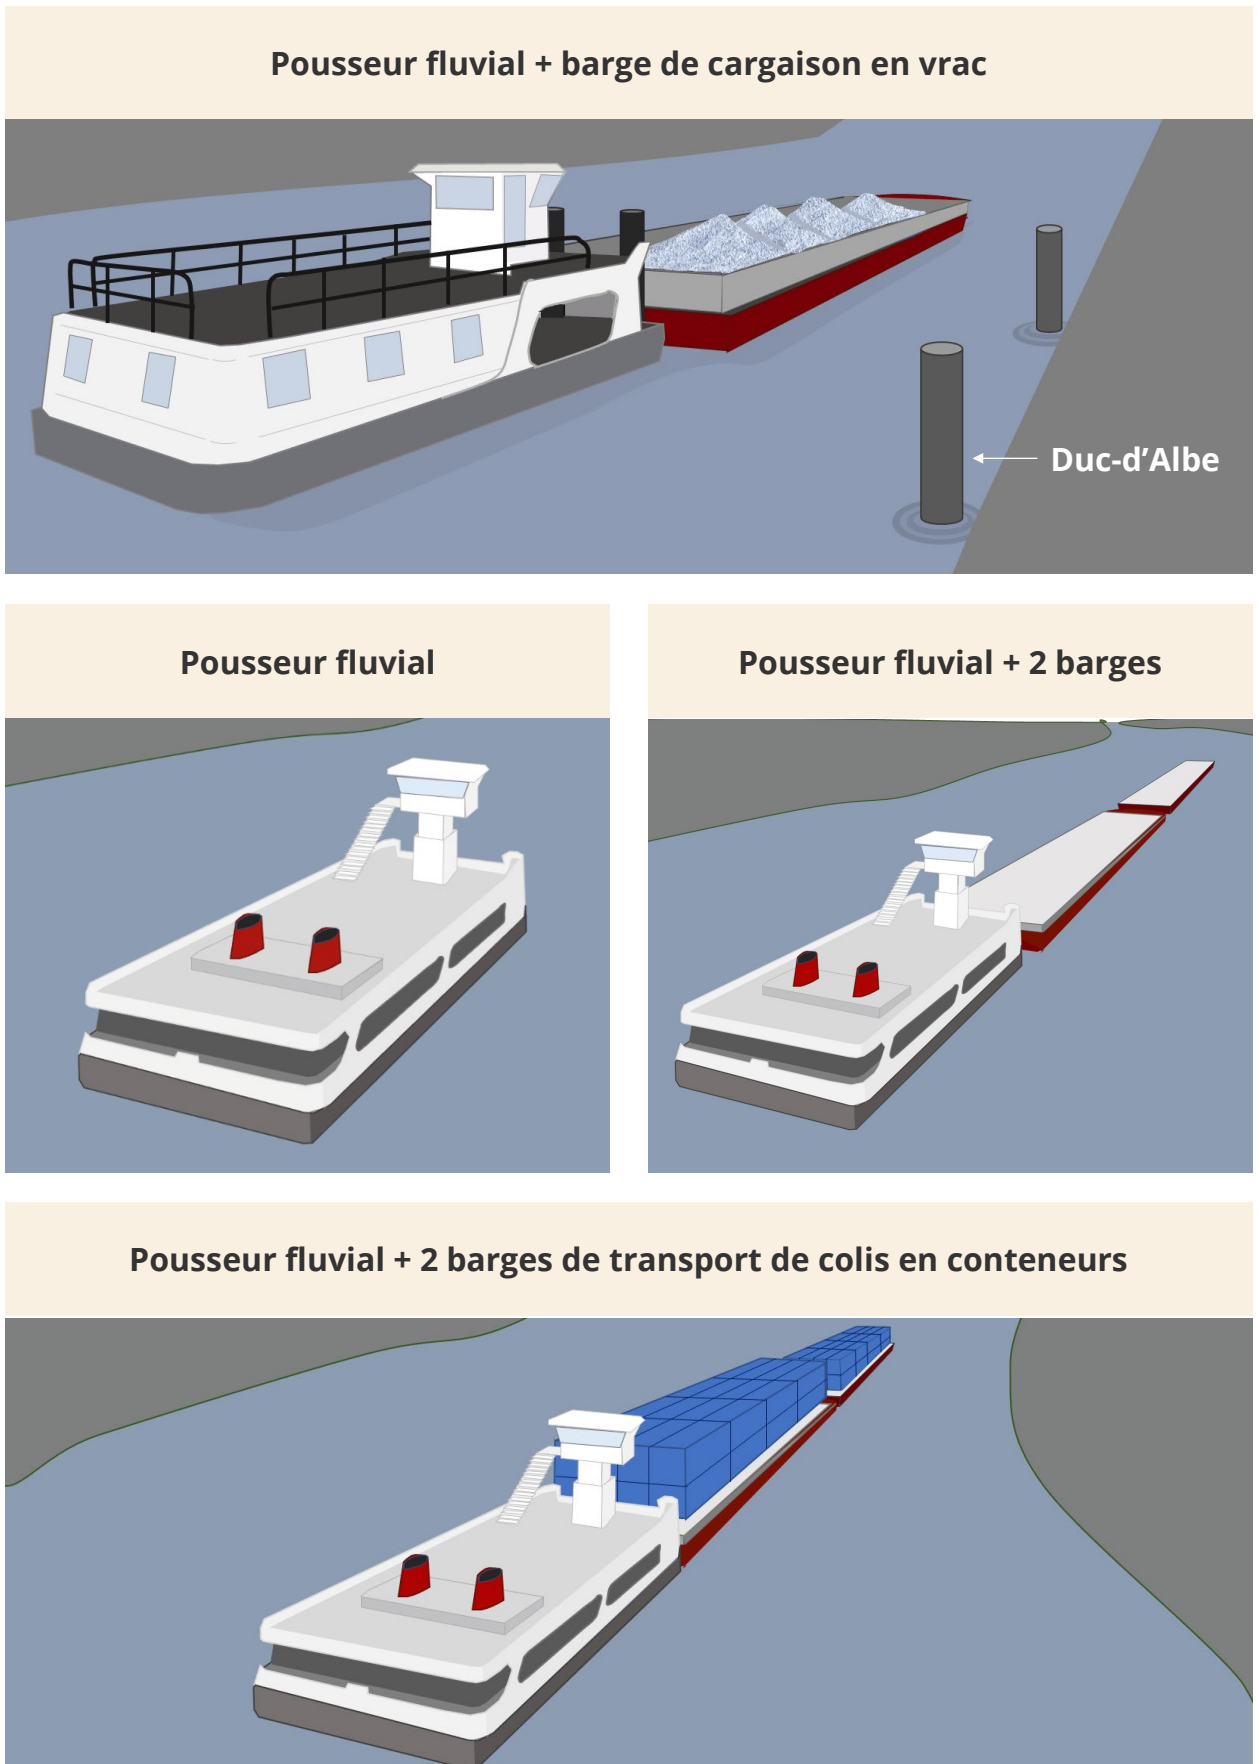 Pousseur fluvial + barge de cargaison en vrac
Duc-d’Albe
Pousseur fluvial
Pousseur fluvial + 2 barges
Pousseur fluvial + 2 barges de transport de colis en conteneurs